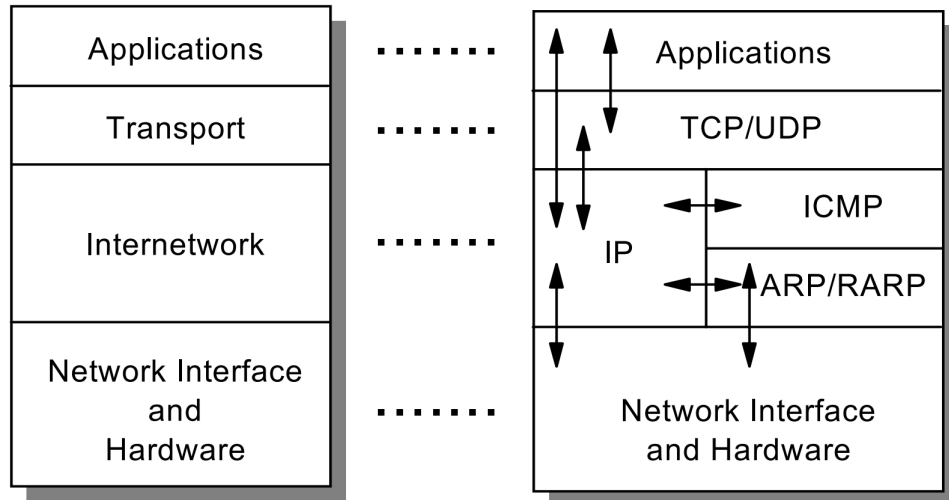 Applications
Transport
Internetwork
Network Interface
and
Hardware
Applications
TCP/UDP
IP
ICMP
ARP/RARP
Network Interface
and Hardware